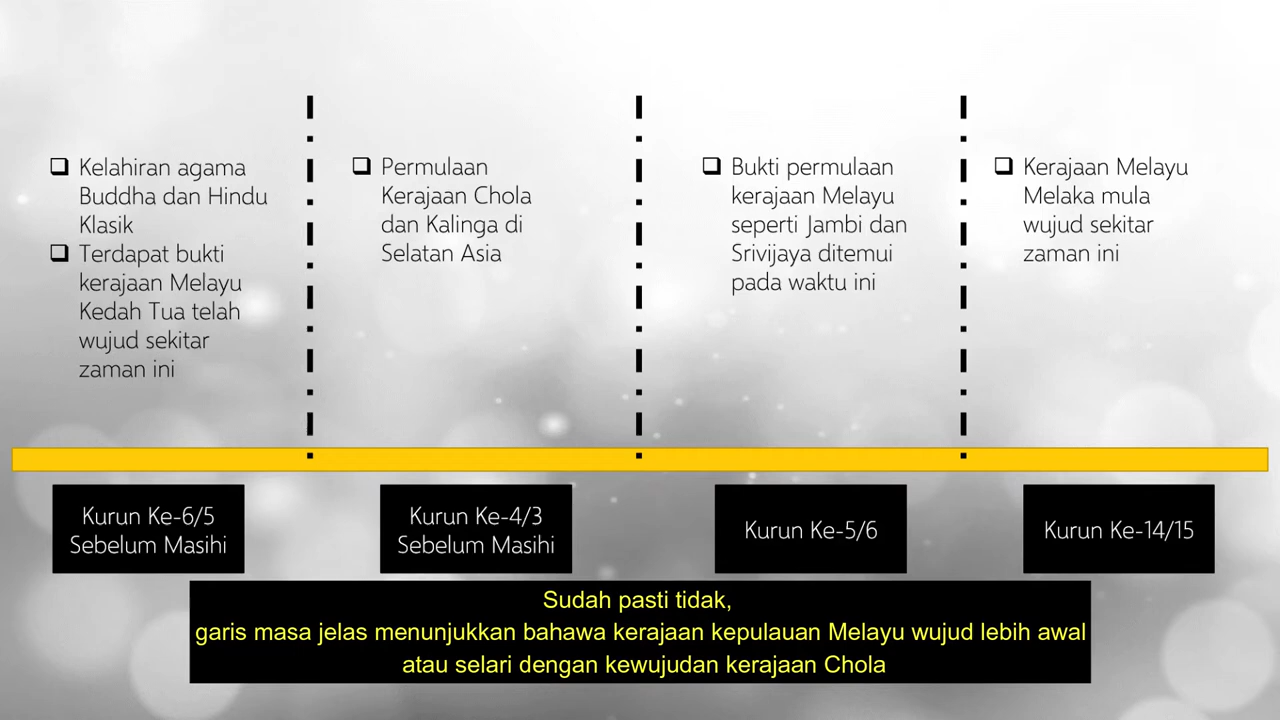 Kelahiran agama
Buddha dan Hindu
Klasik
Terdapat bukti
kerajaan Melayu
Kedah Tua telah
wujud sekitar
zaman ini
Permulaan
Kerajaan Chola
dan Kalinga di
Selatan Asia
Bukti permulaan
kerajaan Melayu
seperti Jambi dan
Srivijaya ditemui
pada waktu ini
Kerajaan Melayu
Melaka mula
wujud sekitar
zaman ini
Kurun Ke-6/5
Sebelum Masihi
Kurun Ke-4/3
Sebelum Masihi
Kurun Ke-5/6
Kurun Ke-14/15
Sudah pasti tidak,
garis masa jelas menunjukkan bahawa kerajaan kepulauan Melayu wujud lebih awal
atau selari dengan kewujudan kerajaan Chola